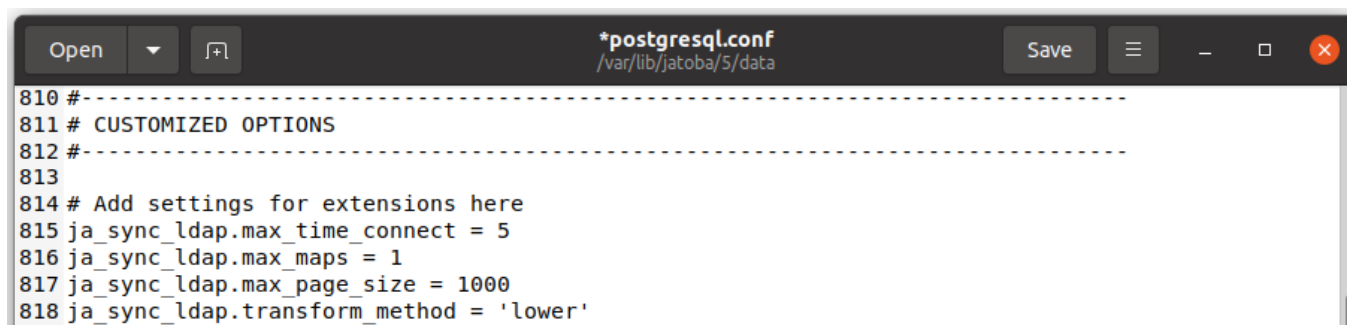 Open
*postgresql.conf
/var/lib/jatoba/5/data
Save
810 #------------------------------------------------------------------------------
811 # CUSTOMIZED OPTIONS
812 #------------------------------------------------------------------------------
813
814 # Add settings for extensions here
815 ja_sync_ldap.max_time_connect = 5
816 ja_sync_ldap.max_maps = 1
817 ja_sync_ldap.max_page_size = 1000
818 ja_sync_ldap.transform_method = 'lower'